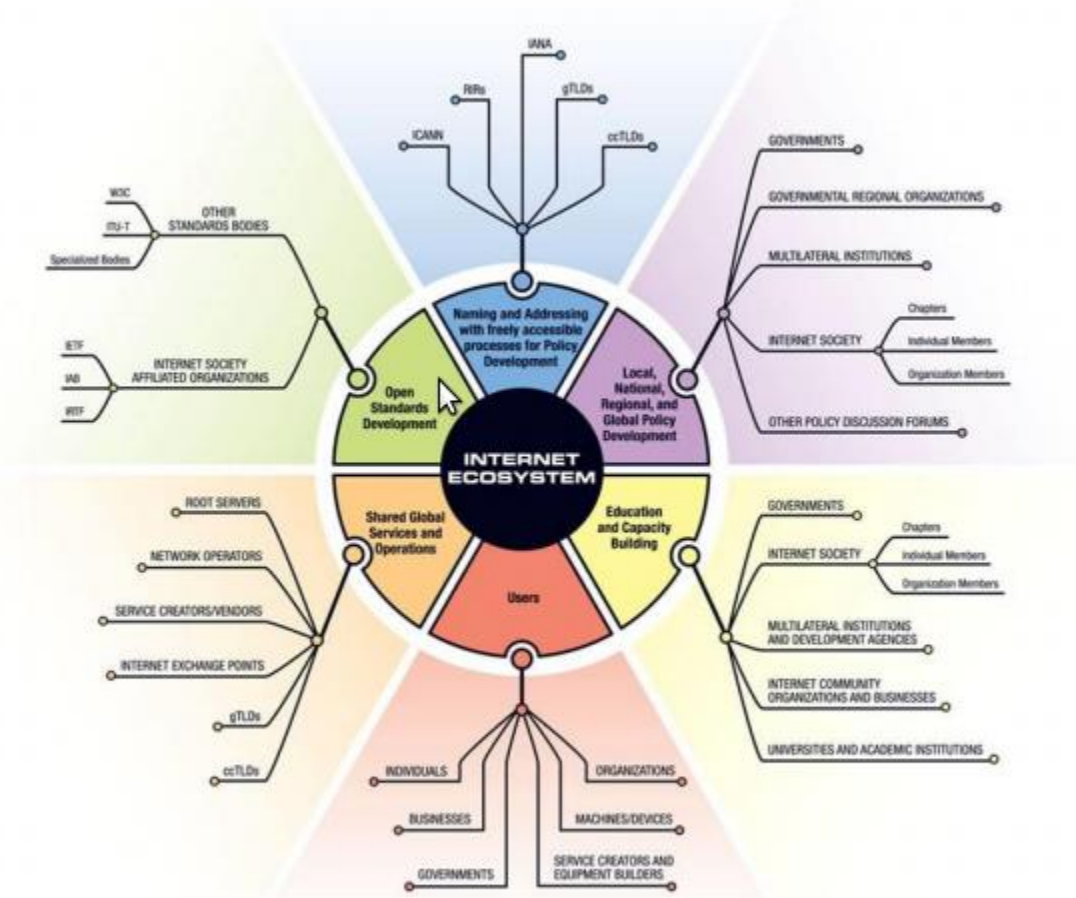 IANA
RIRs
gTLDs
ICANN
ccTLDs
W3C
ITU-T
Specialized Bodies
OTHER
STANDARDS BODIES
IETF
IAB
IRTF
INTERNET SOCIETY
AFFILIATED ORGANIZATIONS
GOVERNMENTS
GOVERNMENTAL REGIONAL ORGANIZATIONS
MULTILATERAL INSTITUTIONS
INTERNET SOCIETY
Chapters
Individual Members
Organization Members
OTHER POLICY DISCUSSION FORUMS
Naming and Addressing
with freely accessible
processes for Policy
Development
Open
Standards
Development
Local,
National,
Regional, and
Global Policy
Development
INTERNET
ECOSYSTEM
Shared Global
Services and
Operations
Education
and Capacity
Building
Users
ROOT SERVERS
NETWORK OPERATORS
SERVICE CREATORS/VENDORS
INTERNET EXCHANGE POINTS
gTLDs
ccTLDs
GOVERNMENTS
INTERNET SOCIETY
Chapters
Individual Members
Organization Members
MULTILATERAL INSTITUTIONS
AND DEVELOPMENT AGENCIES
INTERNET COMMUNITY
ORGANIZATIONS AND BUSINESSES
UNIVERSITIES AND ACADEMIC INSTITUTIONS
INDIVIDUALS
BUSINESSES
GOVERNMENTS
ORGANIZATIONS
MACHINES/DEVICES
SERVICE CREATORS AND
EQUIPMENT BUILDERS